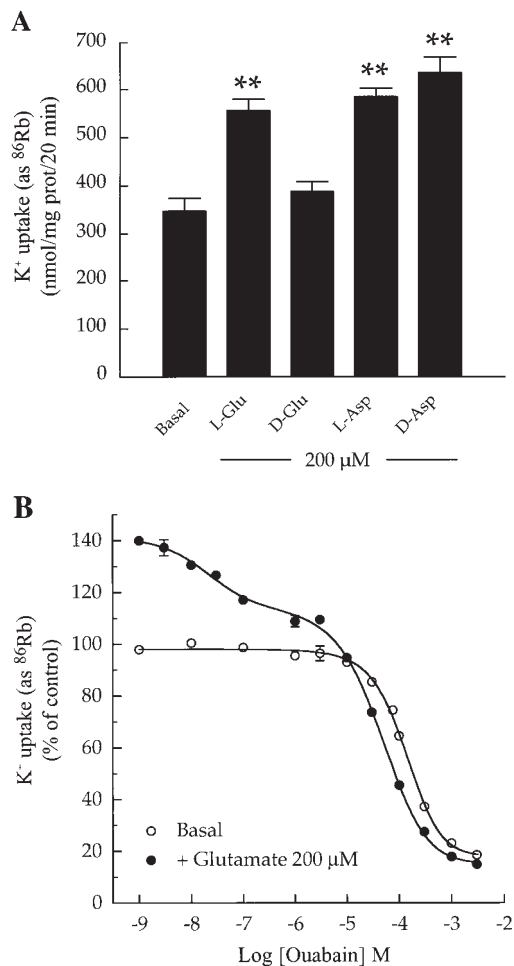 A
700
600
500
400
300
200
100
0
K⁺ uptake (as ⁸⁶Rb)
(nmol/mg prot/20 min)
**
**
**
Basal
L-Glu
D-Glu
L-Asp
D-Asp
200 µM
B
140
120
100
80
60
40
20
0
K⁻ uptake (as ⁸⁶Rb)
(% of control)
Basal
+ Glutamate 200 µM
-9 -8 -7 -6 -5 -4 -3 -2
Log [Ouabain] M